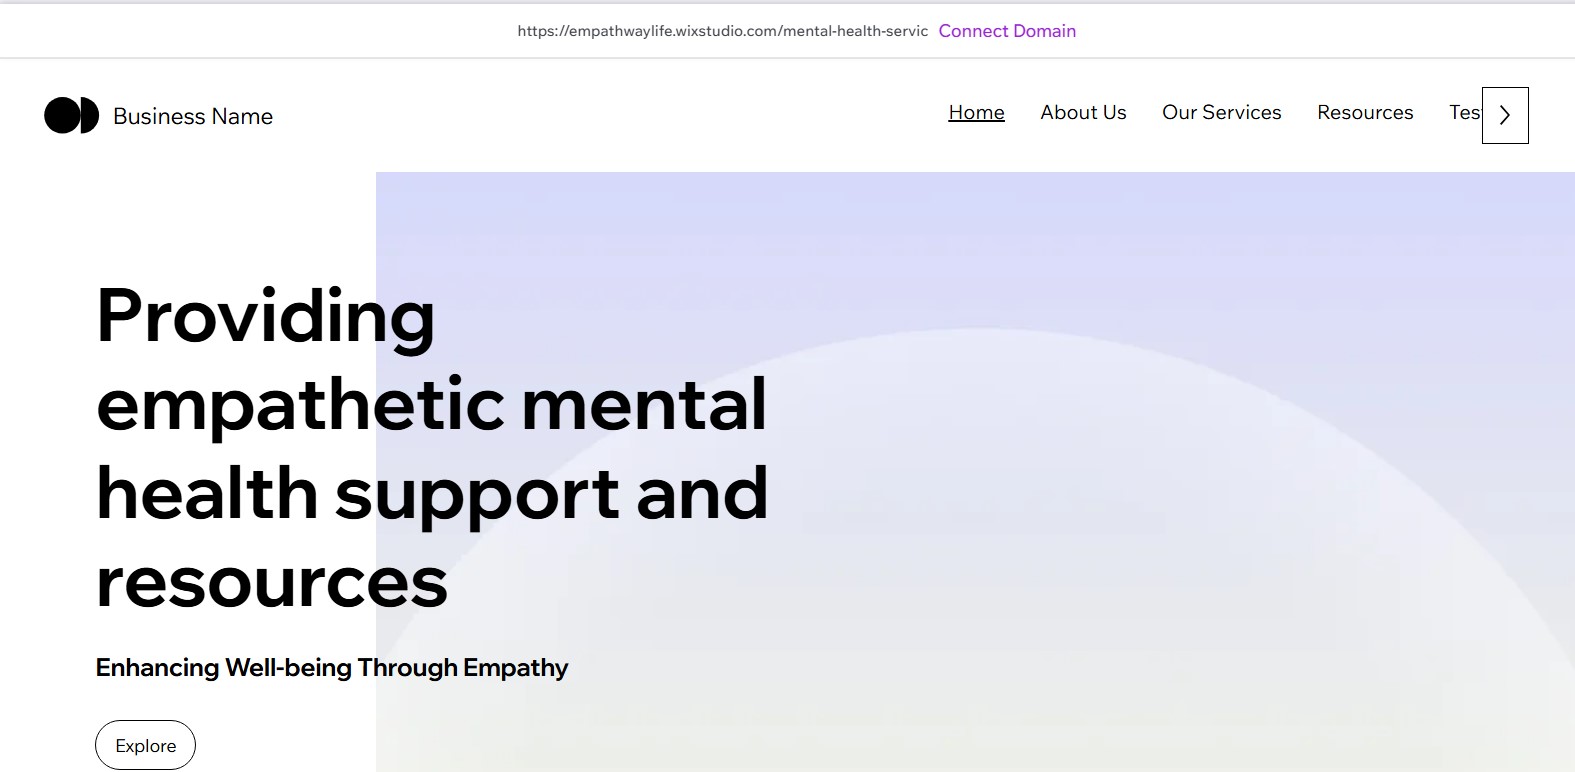 https://empathwaylife.wixstudio.com/mental-health-servic Connect Domain
Business Name
Home About Us Our Services Resources Tes
Providing
empathetic mental
health support and
resources
Enhancing Well-being Through Empathy
Explore